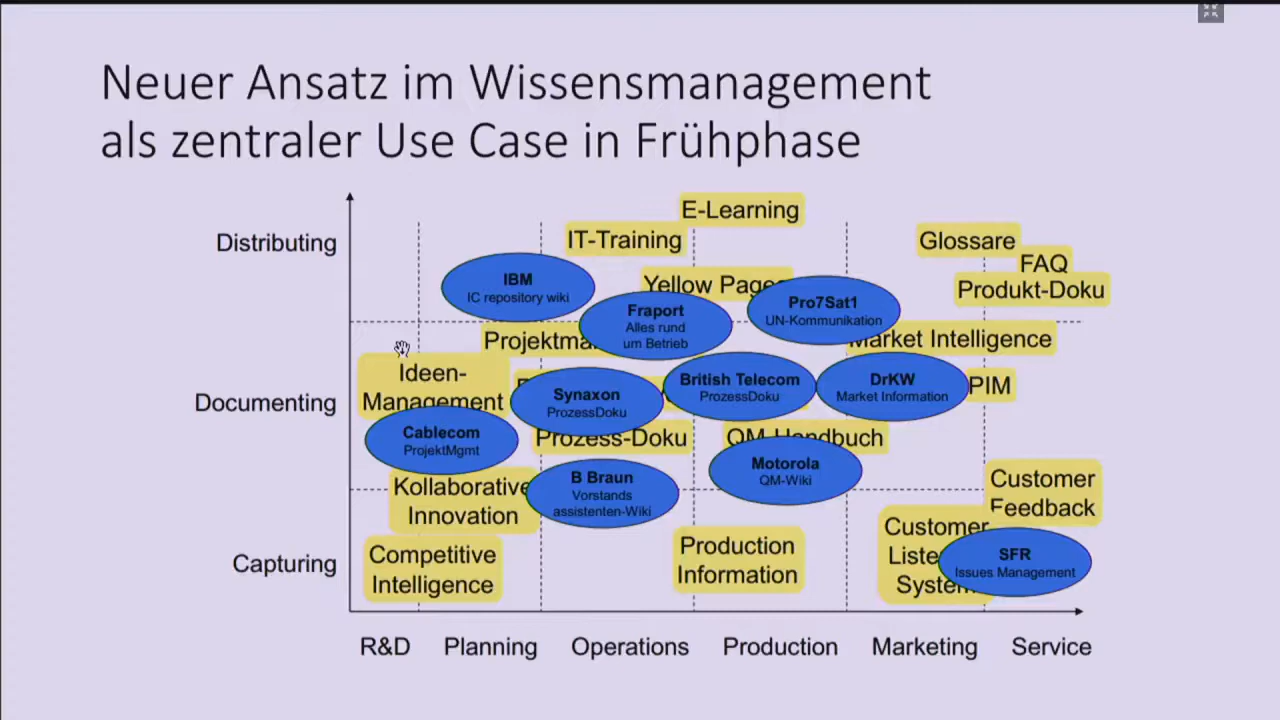 Neuer Ansatz im Wissensmanagement
als zentraler Use Case in Frühphase
E-Learning
Distributing
IT-Training
Glossare
FAQ
IBM
IC repository wiki
Yellow Pages
Produkt-Doku
Pro7Sat1
UN-Kommunikation
Fraport
Alles rund
um Betrieb
Market Intelligence
Ideen-
Management
Documenting
Synaxon
ProzessDoku
British Telecom
ProzessDoku
DrKW
Market Information
PIM
Cablecom
ProjektMgmt
Prozess-Doku
QM-Handbuch
Motorola
QM-Wiki
B Braun
Vorstands
assistenten-Wiki
Kollaborative
Innovation
Customer
Feedback
Capturing
Competitive
Intelligence
Production
Information
Customer
System
SFR
Issues Management
R&D Planning Operations Production Marketing Service